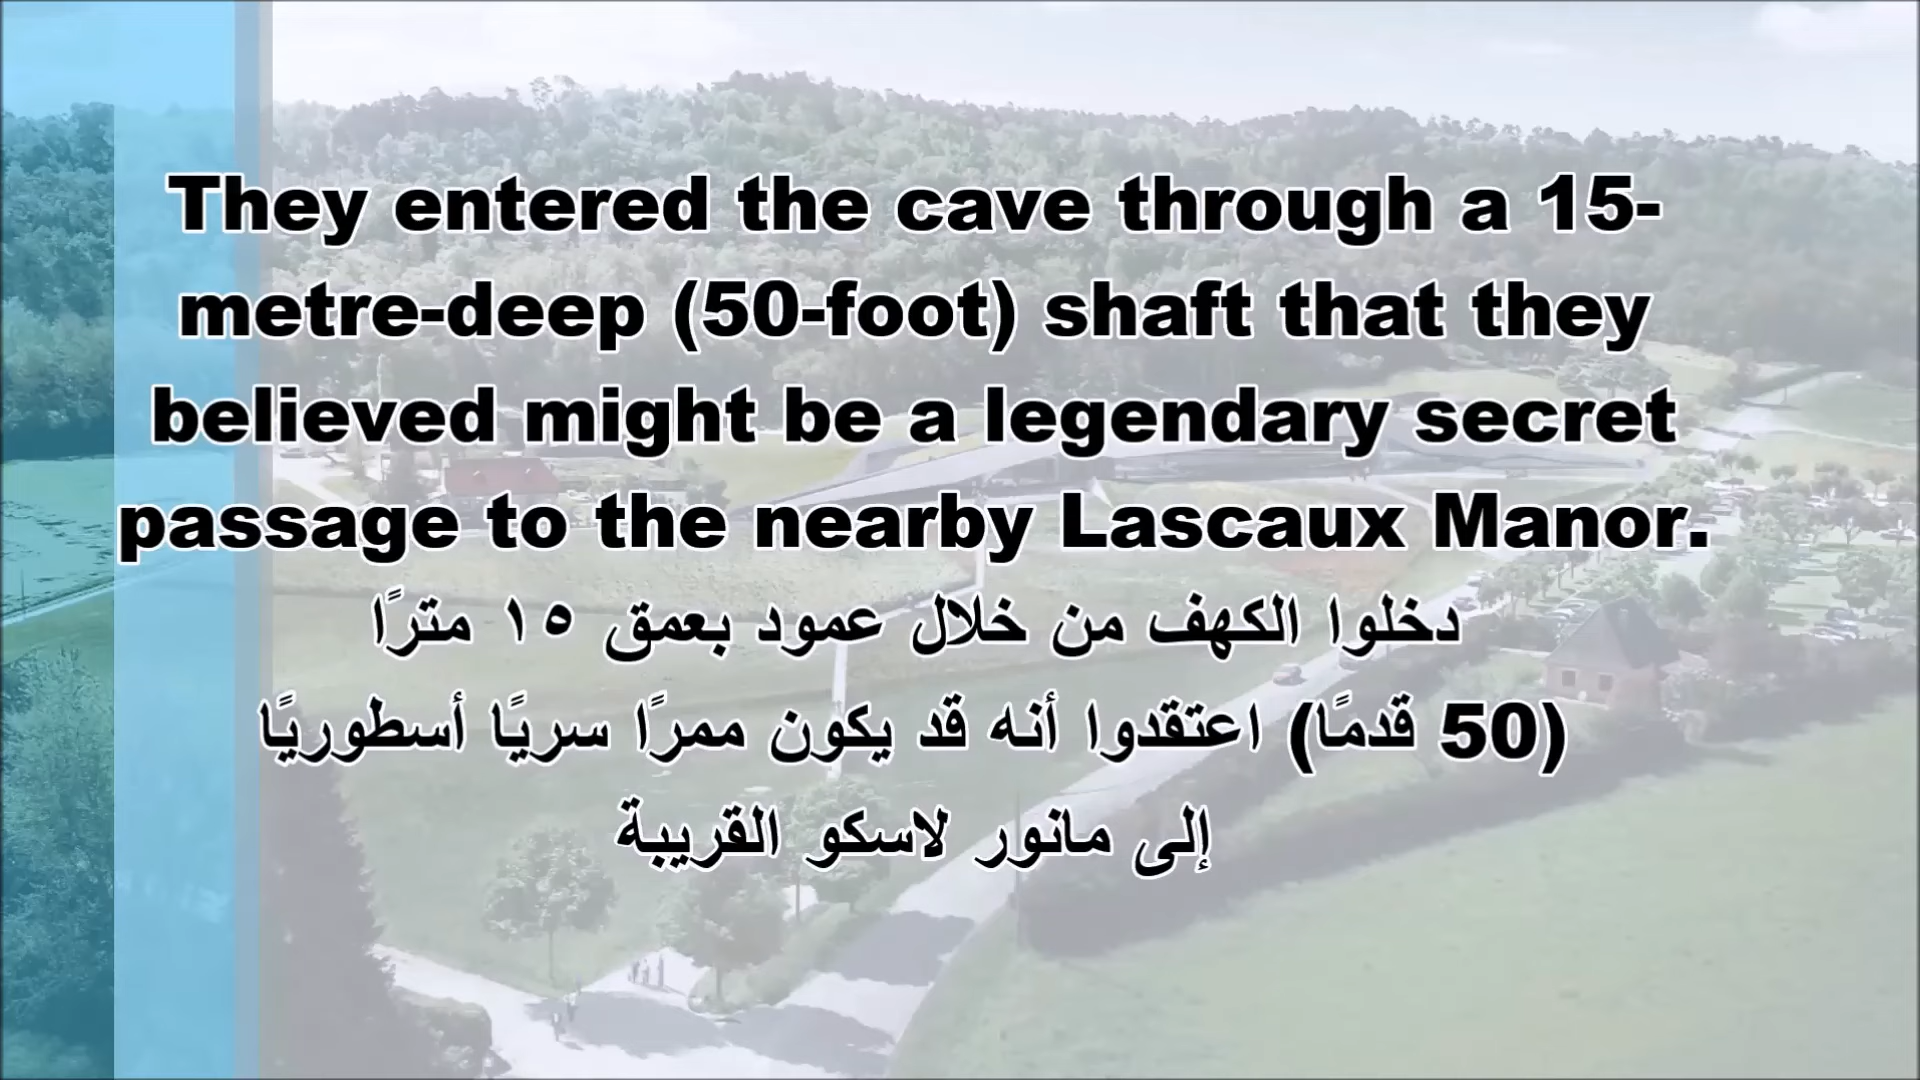 They entered the cave through a 15-
metre-deep (50-foot) shaft that they
believed might be a legendary secret
passage to the nearby Lascaux Manor.
دخلوا الكهف من خلال عمود بعمق ١٥ مترًا
(50 قدمًا) اعتقدوا أنه قد يكون ممرًا سريًا أسطوريًا
إلى مانور لاسكو القريبة